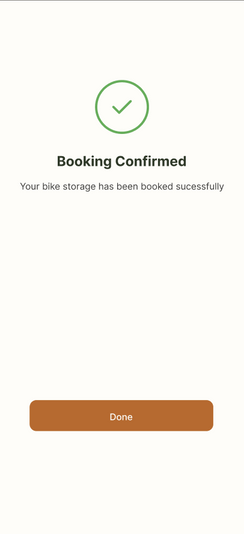 Booking Confirmed
Your bike storage has been booked sucessfully
Done